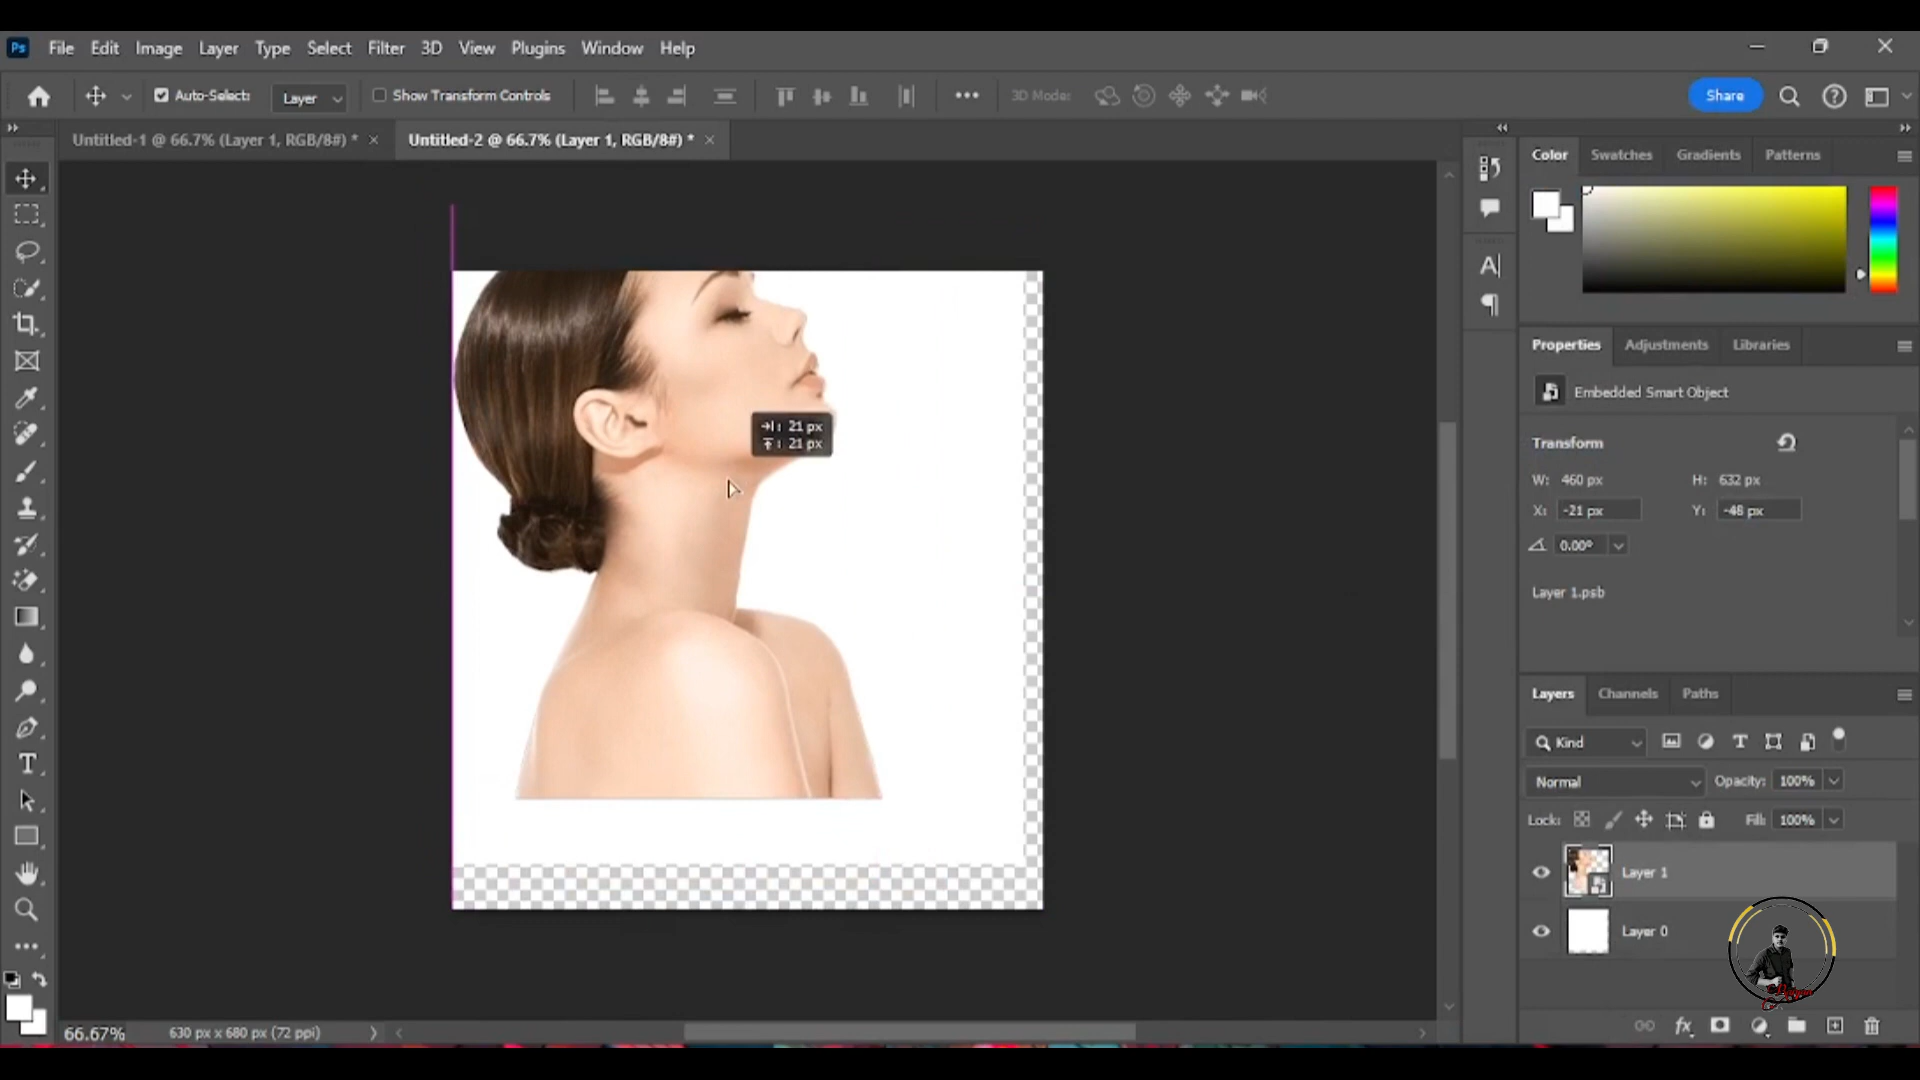 Ps File Edit Image Layer Type Select Filter 3D View Plugins Window Help
Auto-Select: Layer Show Transform Controls 3D Mode: Share
Untitled-1 @ 66.7% (Layer 1, RGB/8#) * Untitled-2 @ 66.7% (Layer 1, RGB/8#) *
Color Swatches Gradients Patterns
Properties Adjustments Libraries
Embedded Smart Object
: 21 px
: 21 px
Transform
W: 460 px H: 632 px
X: -21 px Y: -48 px
0.00°
Layer 1.psb
Layers Channels Paths
Kind
Normal Opacity: 100%
Lock: Fill: 100%
Layer 1
Layer 0
66.67% 630 px x 680 px (72 ppi)